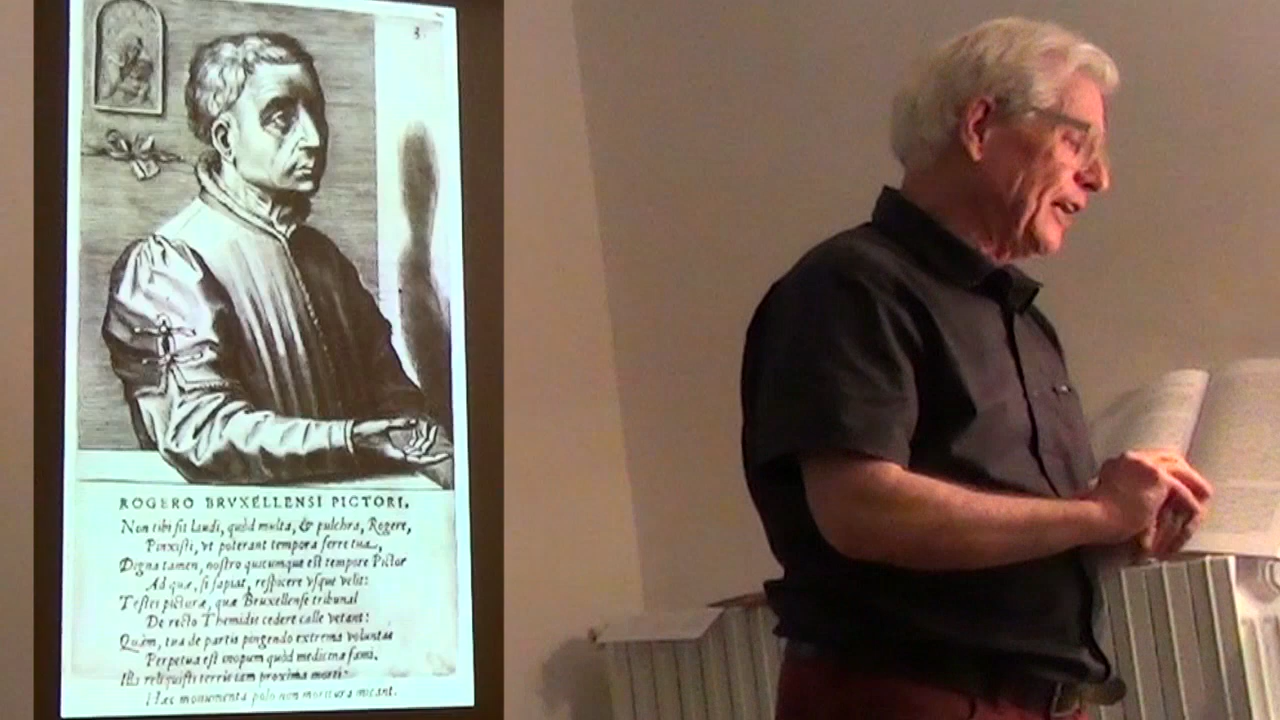 3
ROGERO BRVXELLENSI PICTORI.
Non tibi sit laudi, quòd multa, & pulchra, Rogere,
Pinxisti, vt poterant tempora ferre tua,
Digna tamen, nostro quicumque est tempore Pictor
Ad quæ, si sapiat, respicere vsque velit:
Testes picturæ, quæ Bruxellense tribunal
De recto Themidis cedere calle vetant:
Quàm, tua de partis pingendo extrema voluntas
Perpetua est inopum quòd medicina fami.
Illa reliquisti terris iam proxima morti:
Hæc monumenta polo non moritura micant.